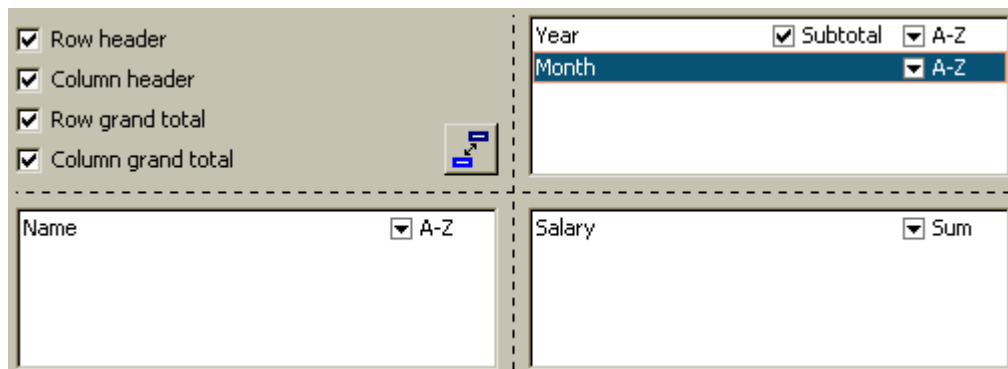 Row header
Column header
Row grand total
Column grand total
Year Subtotal A-Z
Month A-Z
Name A-Z
Salary Sum